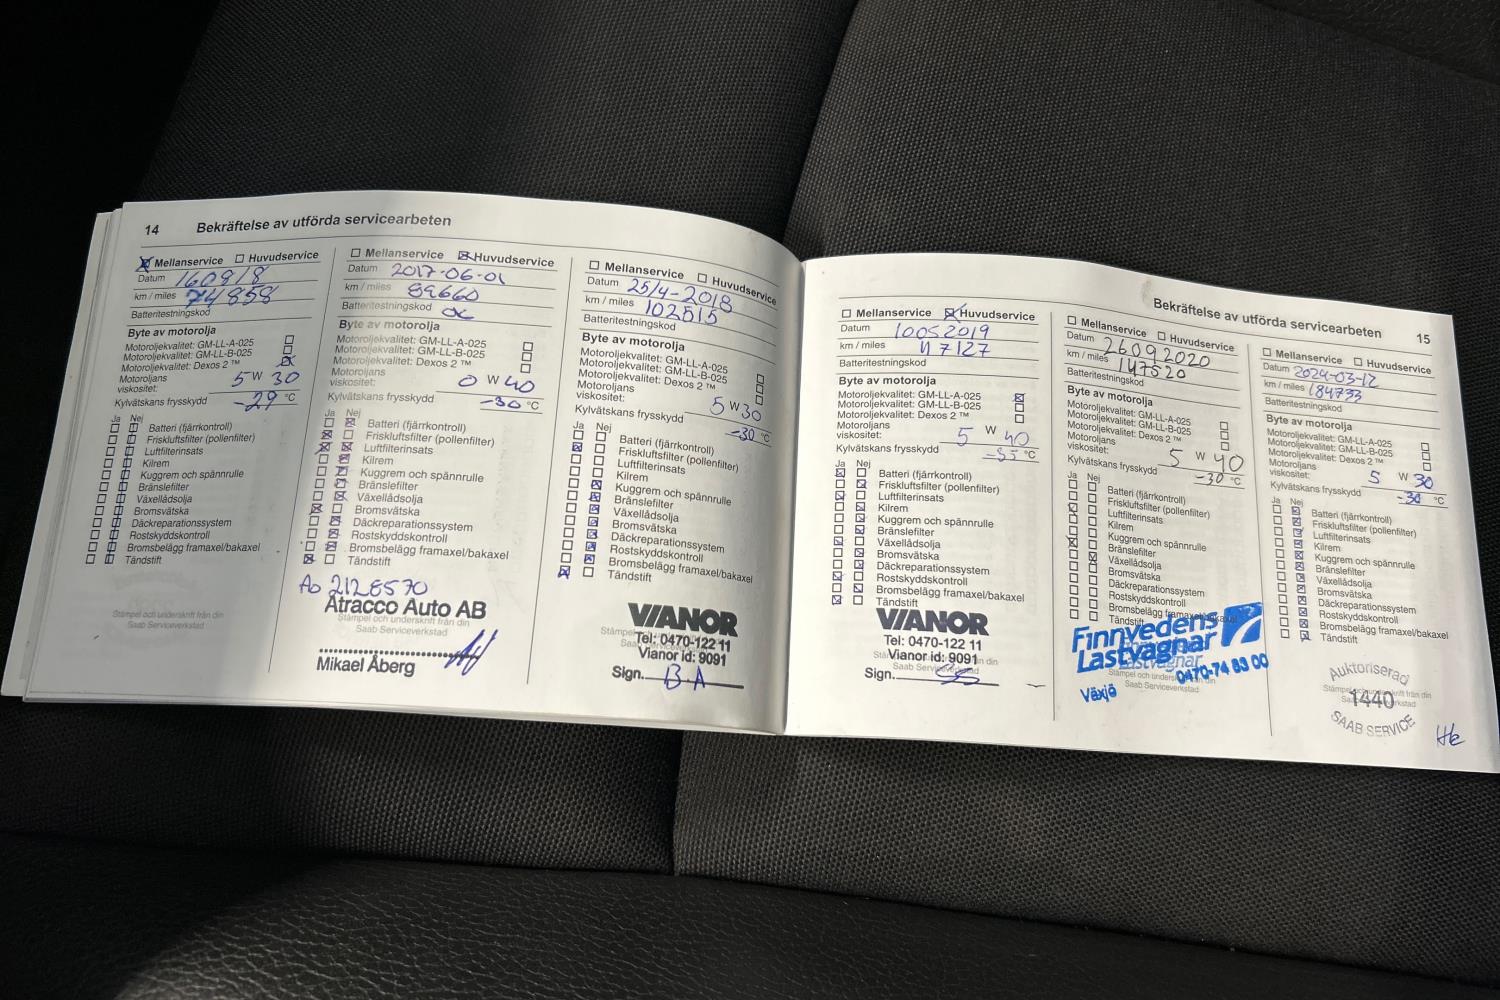 14 Bekräftelse av utförda servicearbeten
Mellanservice Huvudservice
Datum 160918
km / miles 74858
Batteritestningskod
Byte av motorolja
Motoroljekvalitet: GM-LL-A-025
Motoroljekvalitet: GM-LL-B-025
Motoroljekvalitet: Dexos 2 ™
Motoroljans
viskositet: 5 W 30
Kylvätskans frysskydd -29 °C
Ja Nej
Batteri (fjärrkontroll)
Friskluftsfilter (pollenfilter)
Luftfilterinsats
Kilrem
Kuggrem och spännrulle
Bränslefilter
Växellådsolja
Bromsvätska
Däckreparationssystem
Rostskyddskontroll
Bromsbelägg framaxel/bakaxel
Tändstift
Stämpel och underskrift från din
Saab Serviceverkstad
Mellanservice Huvudservice
Datum 2017-06-01
km / miles 89660
Batteritestningskod
Byte av motorolja
Motoroljekvalitet: GM-LL-A-025
Motoroljekvalitet: GM-LL-B-025
Motoroljekvalitet: Dexos 2 ™
Motoroljans
viskositet: 0 W 40
Kylvätskans frysskydd -30 °C
Ja Nej
Batteri (fjärrkontroll)
Friskluftsfilter (pollenfilter)
Luftfilterinsats
Kilrem
Kuggrem och spännrulle
Bränslefilter
Växellådsolja
Bromsvätska
Däckreparationssystem
Rostskyddskontroll
Bromsbelägg framaxel/bakaxel
Tändstift
Ao 2128570
Atracco Auto AB
Stämpel och underskrift från din
Saab Serviceverkstad
Mikael Åberg
Mellanservice Huvudservice
Datum 25/4-2018
km / miles 102515
Batteritestningskod
Byte av motorolja
Motoroljekvalitet: GM-LL-A-025
Motoroljekvalitet: GM-LL-B-025
Motoroljekvalitet: Dexos 2 ™
Motoroljans
viskositet: 5 W 30
Kylvätskans frysskydd -30 °C
Ja Nej
Batteri (fjärrkontroll)
Friskluftsfilter (pollenfilter)
Luftfilterinsats
Kilrem
Kuggrem och spännrulle
Bränslefilter
Växellådsolja
Bromsvätska
Däckreparationssystem
Rostskyddskontroll
Bromsbelägg framaxel/bakaxel
Tändstift
VIANOR
Tel: 0470-122 11
Vianor id: 9091
Sign. B.A
Bekräftelse av utförda servicearbeten 15
Mellanservice Huvudservice
Datum 10052019
km / miles 117127
Batteritestningskod
Byte av motorolja
Motoroljekvalitet: GM-LL-A-025
Motoroljekvalitet: GM-LL-B-025
Motoroljekvalitet: Dexos 2 ™
Motoroljans
viskositet: 5 W 40
Kylvätskans frysskydd -35 °C
Ja Nej
Batteri (fjärrkontroll)
Friskluftsfilter (pollenfilter)
Luftfilterinsats
Kilrem
Kuggrem och spännrulle
Bränslefilter
Växellådsolja
Bromsvätska
Däckreparationssystem
Rostskyddskontroll
Bromsbelägg framaxel/bakaxel
Tändstift
VIANOR
Tel: 0470-122 11
Vianor id: 9091
Sign.
Mellanservice Huvudservice
Datum 26092020
km / miles 147520
Batteritestningskod
Byte av motorolja
Motoroljekvalitet: GM-LL-A-025
Motoroljekvalitet: GM-LL-B-025
Motoroljekvalitet: Dexos 2 ™
Motoroljans
viskositet: 5 W 40
Kylvätskans frysskydd -30 °C
Ja Nej
Batteri (fjärrkontroll)
Friskluftsfilter (pollenfilter)
Luftfilterinsats
Kilrem
Kuggrem och spännrulle
Bränslefilter
Växellådsolja
Bromsvätska
Däckreparationssystem
Rostskyddskontroll
Bromsbelägg framaxel/bakaxel
Tändstift
Finnvedens
Lastvagnar
0470-74 83 00
Växjö
Saab Serviceverkstad
Mellanservice Huvudservice
Datum 2024-03-12
km / miles 184733
Batteritestningskod
Byte av motorolja
Motoroljekvalitet: GM-LL-A-025
Motoroljekvalitet: GM-LL-B-025
Motoroljekvalitet: Dexos 2 ™
Motoroljans
viskositet: 5 W 30
Kylvätskans frysskydd -30 °C
Ja Nej
Batteri (fjärrkontroll)
Friskluftsfilter (pollenfilter)
Luftfilterinsats
Kilrem
Kuggrem och spännrulle
Bränslefilter
Växellådsolja
Bromsvätska
Däckreparationssystem
Rostskyddskontroll
Bromsbelägg framaxel/bakaxel
Tändstift
Auktoriserad
1440
SAAB SERVICE